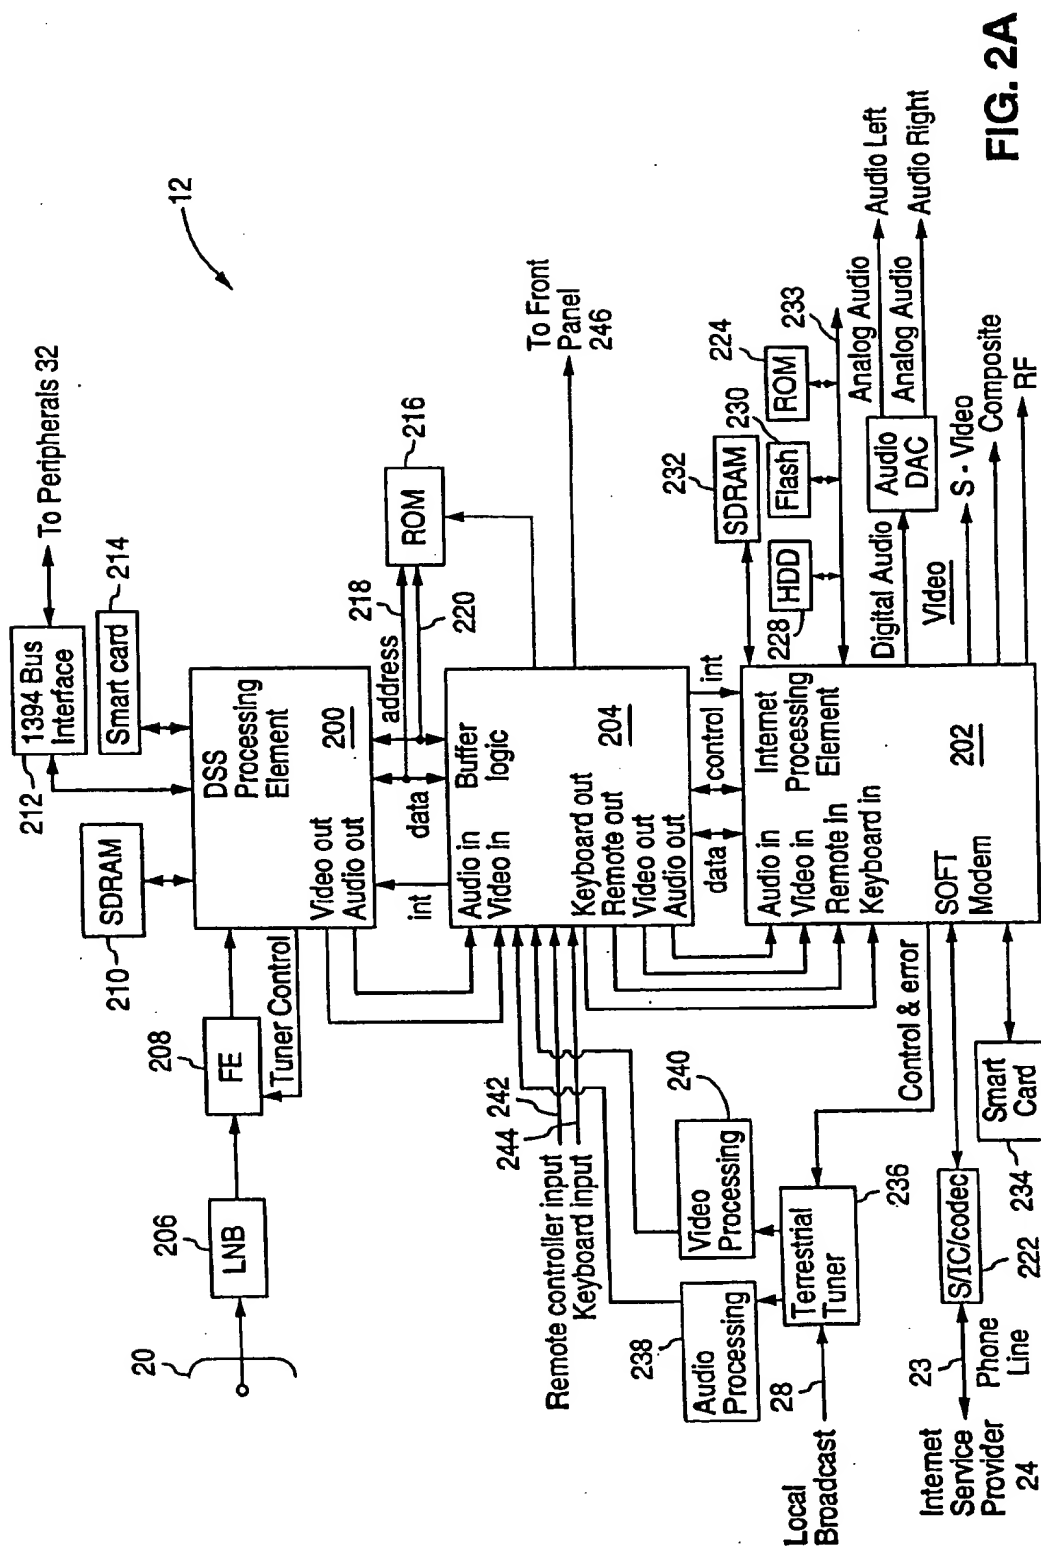 FIG. 2A
12
20
206
LNB
208
FE
Tuner Control
210
SDRAM
212
1394 Bus
Interface
To Peripherals 32
Smart card
214
DSS
Processing
Element
200
Video out
Audio out
int
data
address
218
220
ROM
216
Audio in
Video in
Buffer
logic
204
Keyboard out
Remote out
Video out
Audio out
To Front
Panel
246
242
244
Remote controller input
Keyboard input
data
control
int
Internet
Processing
Element
202
Audio in
Video in
Remote In
Keyboard in
SOFT
Modem
SDRAM
232
HDD
228
Flash
230
ROM
224
233
Digital Audio
Audio
DAC
Analog Audio
Analog Audio
Audio Left
Audio Right
Video
S - Video
Composite
RF
238
Audio
Processing
Video
Processing
240
Terrestrial
Tuner
236
Control & error
28
Local
Broadcast
S/IC/codec
222
Smart
Card
234
23
Phone
Line
Internet
Service
Provider
24